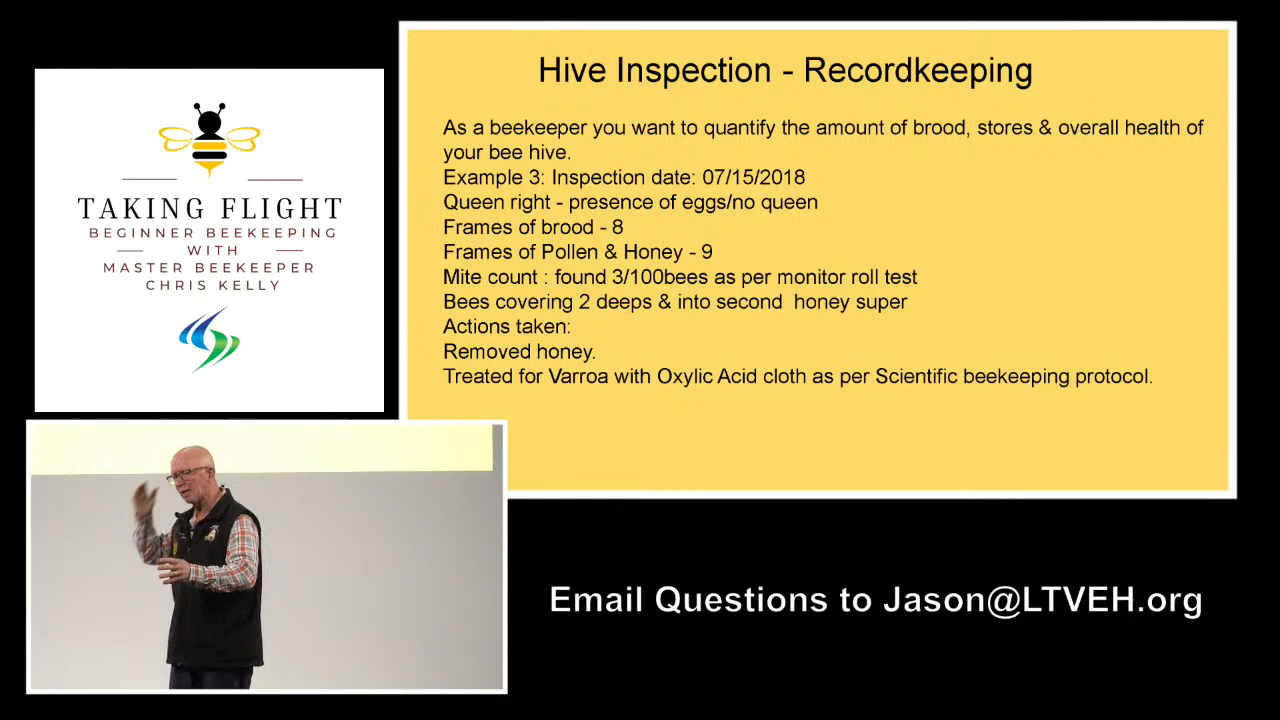 TAKING FLIGHT
BEGINNER BEEKEEPING
WITH
MASTER BEEKEEPER
CHRIS KELLY
Hive Inspection - Recordkeeping
As a beekeeper you want to quantify the amount of brood, stores & overall health of
your bee hive.
Example 3: Inspection date: 07/15/2018
Queen right - presence of eggs/no queen
Frames of brood - 8
Frames of Pollen & Honey - 9
Mite count : found 3/100bees as per monitor roll test
Bees covering 2 deeps & into second  honey super
Actions taken:
Removed honey.
Treated for Varroa with Oxylic Acid cloth as per Scientific beekeeping protocol.
Email Questions to Jason@LTVEH.org